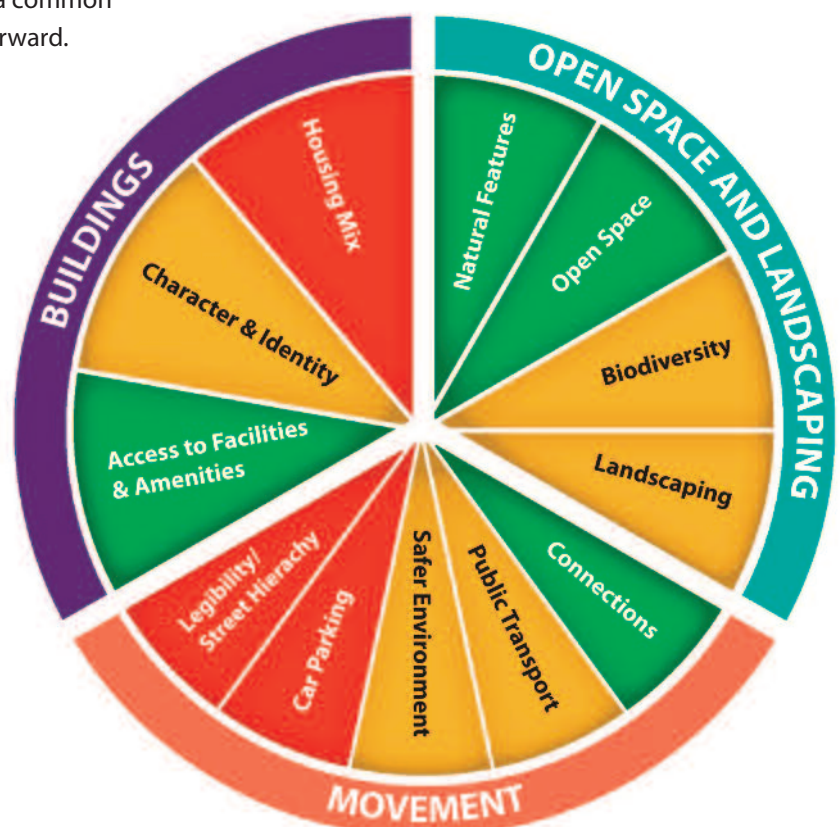 a common
rward.
BUILDINGS
Housing Mix
Character & Identity
Access to Facilities
& Amenities
OPEN SPACE AND LANDSCAPING
Natural Features
Open Space
Biodiversity
Landscaping
MOVEMENT
Connections
Public Transport
Safer Environment
Car Parking
Legibility/
Street Hierachy